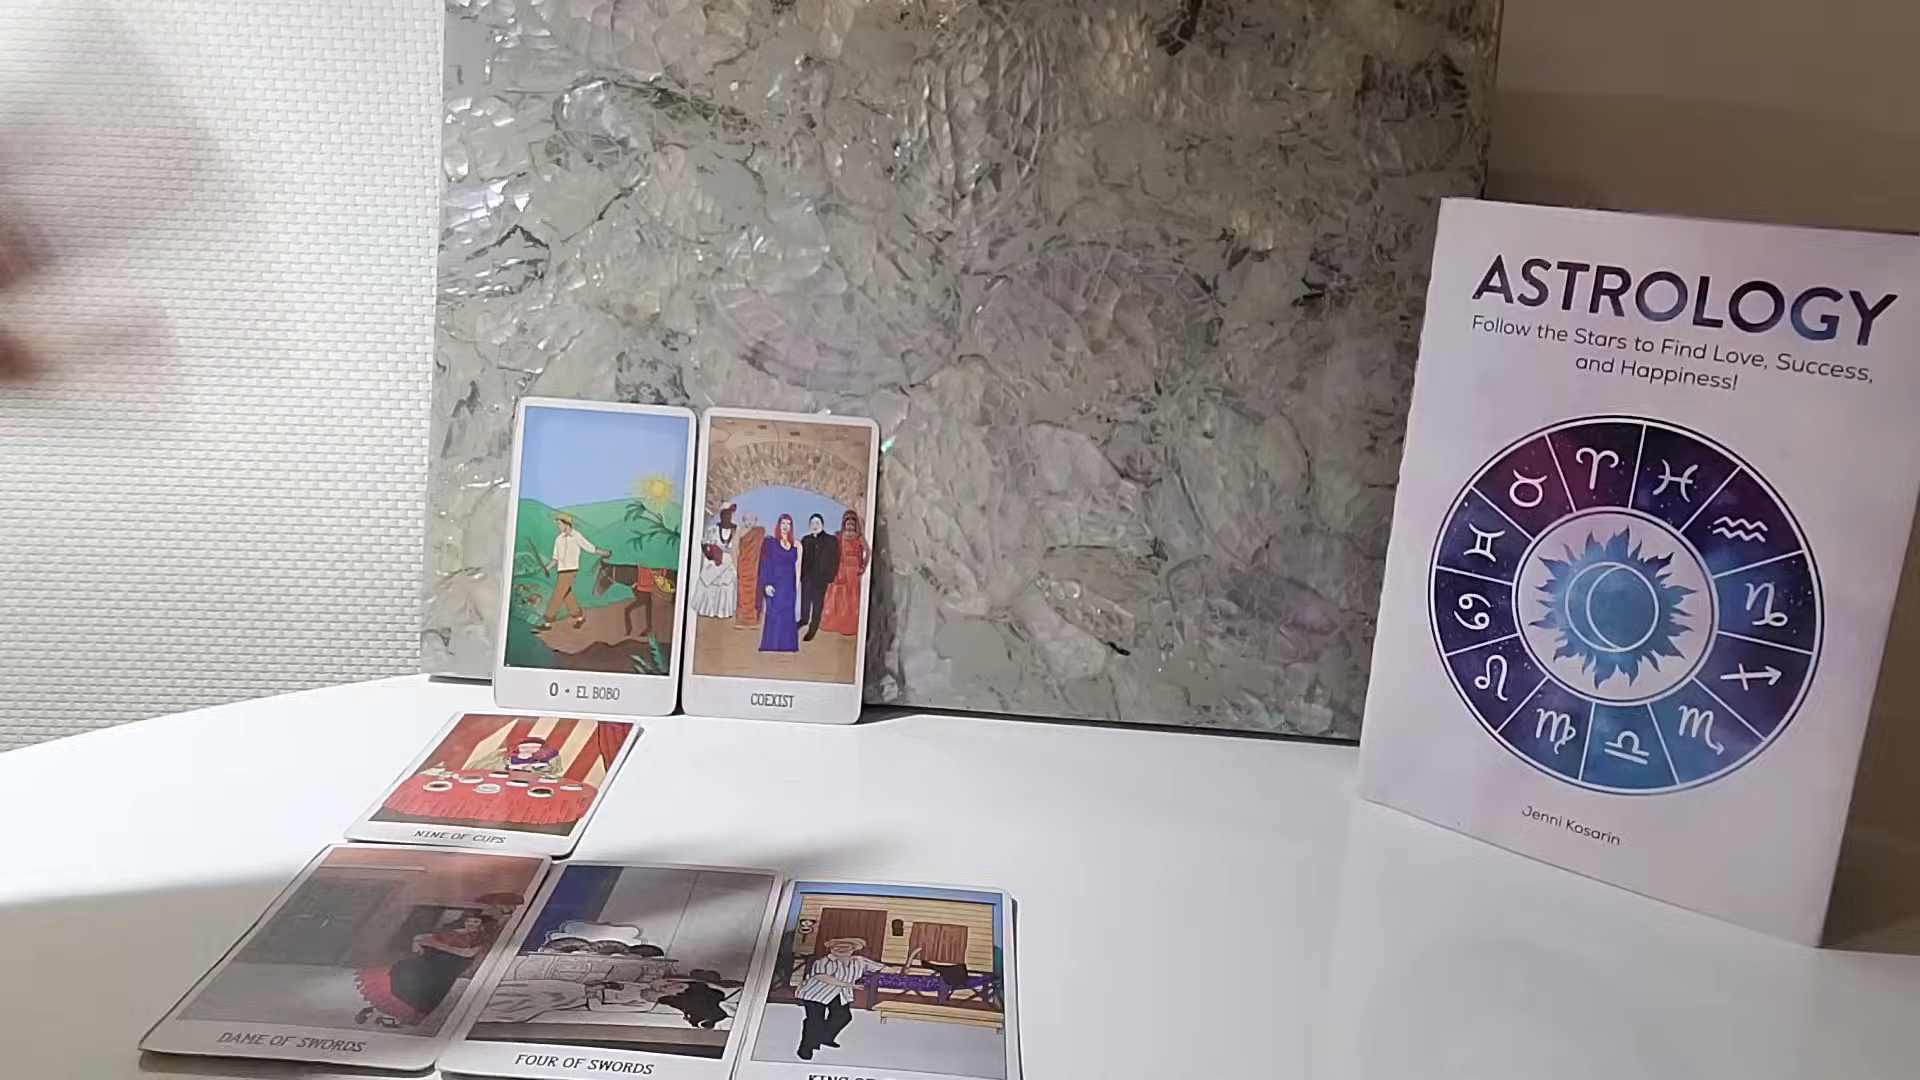 ASTROLOGY
Follow the Stars to Find Love, Success,
and Happiness!
Jenni Kosarin
0 • EL BOBO
COEXIST
NINE OF CUPS
DAME OF SWORDS
FOUR OF SWORDS
KING